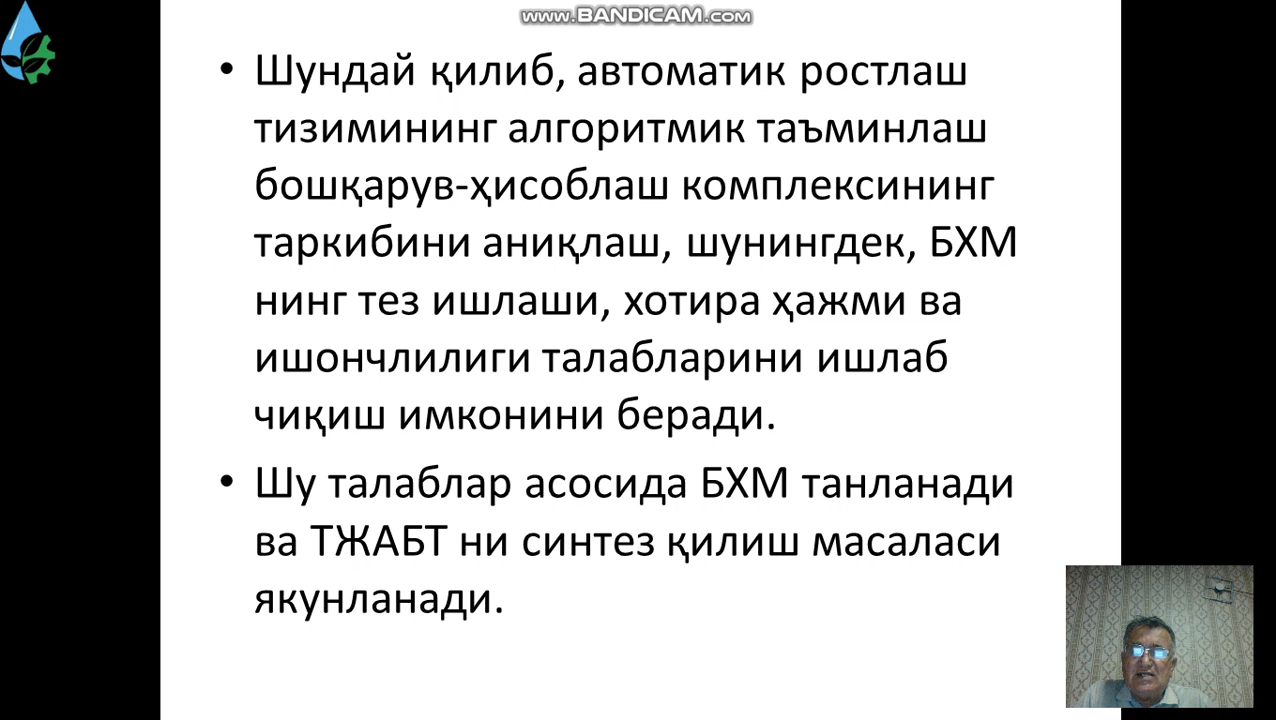 www.BANDICAM.com
• Шундай қилиб, автоматик ростлаш
тизимининг алгоритмик таъминлаш
бошқарув-ҳисоблаш комплексининг
таркибини аниқлаш, шунингдек, БХМ
нинг тез ишлаши, хотира ҳажми ва
ишончлилиги талабларини ишлаб
чиқиш имконини беради.
• Шу талаблар асосида БХМ танланади
ва ТЖАБТ ни синтез қилиш масаласи
якунланади.